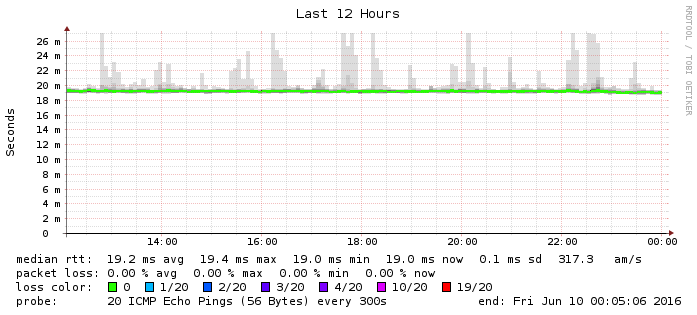 Last 12 Hours
RRDTOOL / TOBI OETIKER
Seconds
26 m
24 m
22 m
20 m
18 m
16 m
14 m
12 m
10 m
8 m
6 m
4 m
2 m
0
14:00 16:00 18:00 20:00 22:00 00:00
median rtt: 19.2 ms avg 19.4 ms max 19.0 ms min 19.0 ms now 0.1 ms sd 317.3 am/s
packet loss: 0.00 % avg 0.00 % max 0.00 % min 0.00 % now
loss color: 0 1/20 2/20 3/20 4/20 10/20 19/20
probe: 20 ICMP Echo Pings (56 Bytes) every 300s end: Fri Jun 10 00:05:06 2016